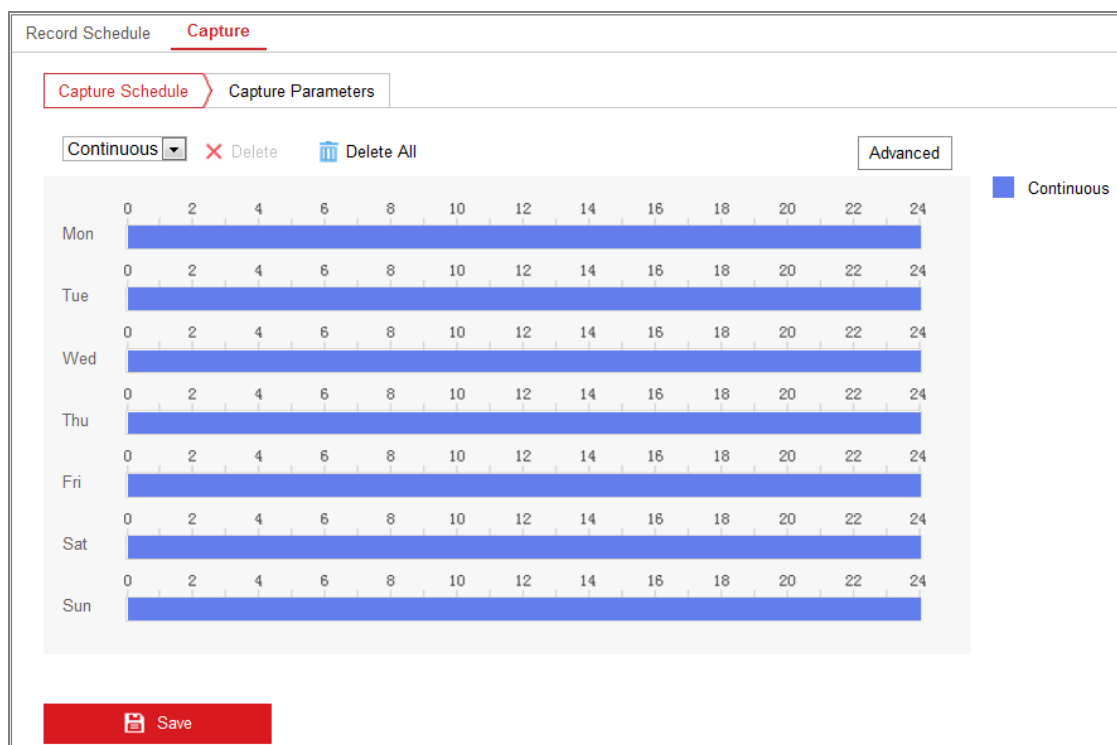 Record Schedule Capture
Capture Schedule Capture Parameters
Continuous Delete Delete All Advanced
Continuous
0 2 4 6 8 10 12 14 16 18 20 22 24
Mon
0 2 4 6 8 10 12 14 16 18 20 22 24
Tue
0 2 4 6 8 10 12 14 16 18 20 22 24
Wed
0 2 4 6 8 10 12 14 16 18 20 22 24
Thu
0 2 4 6 8 10 12 14 16 18 20 22 24
Fri
0 2 4 6 8 10 12 14 16 18 20 22 24
Sat
0 2 4 6 8 10 12 14 16 18 20 22 24
Sun
Save